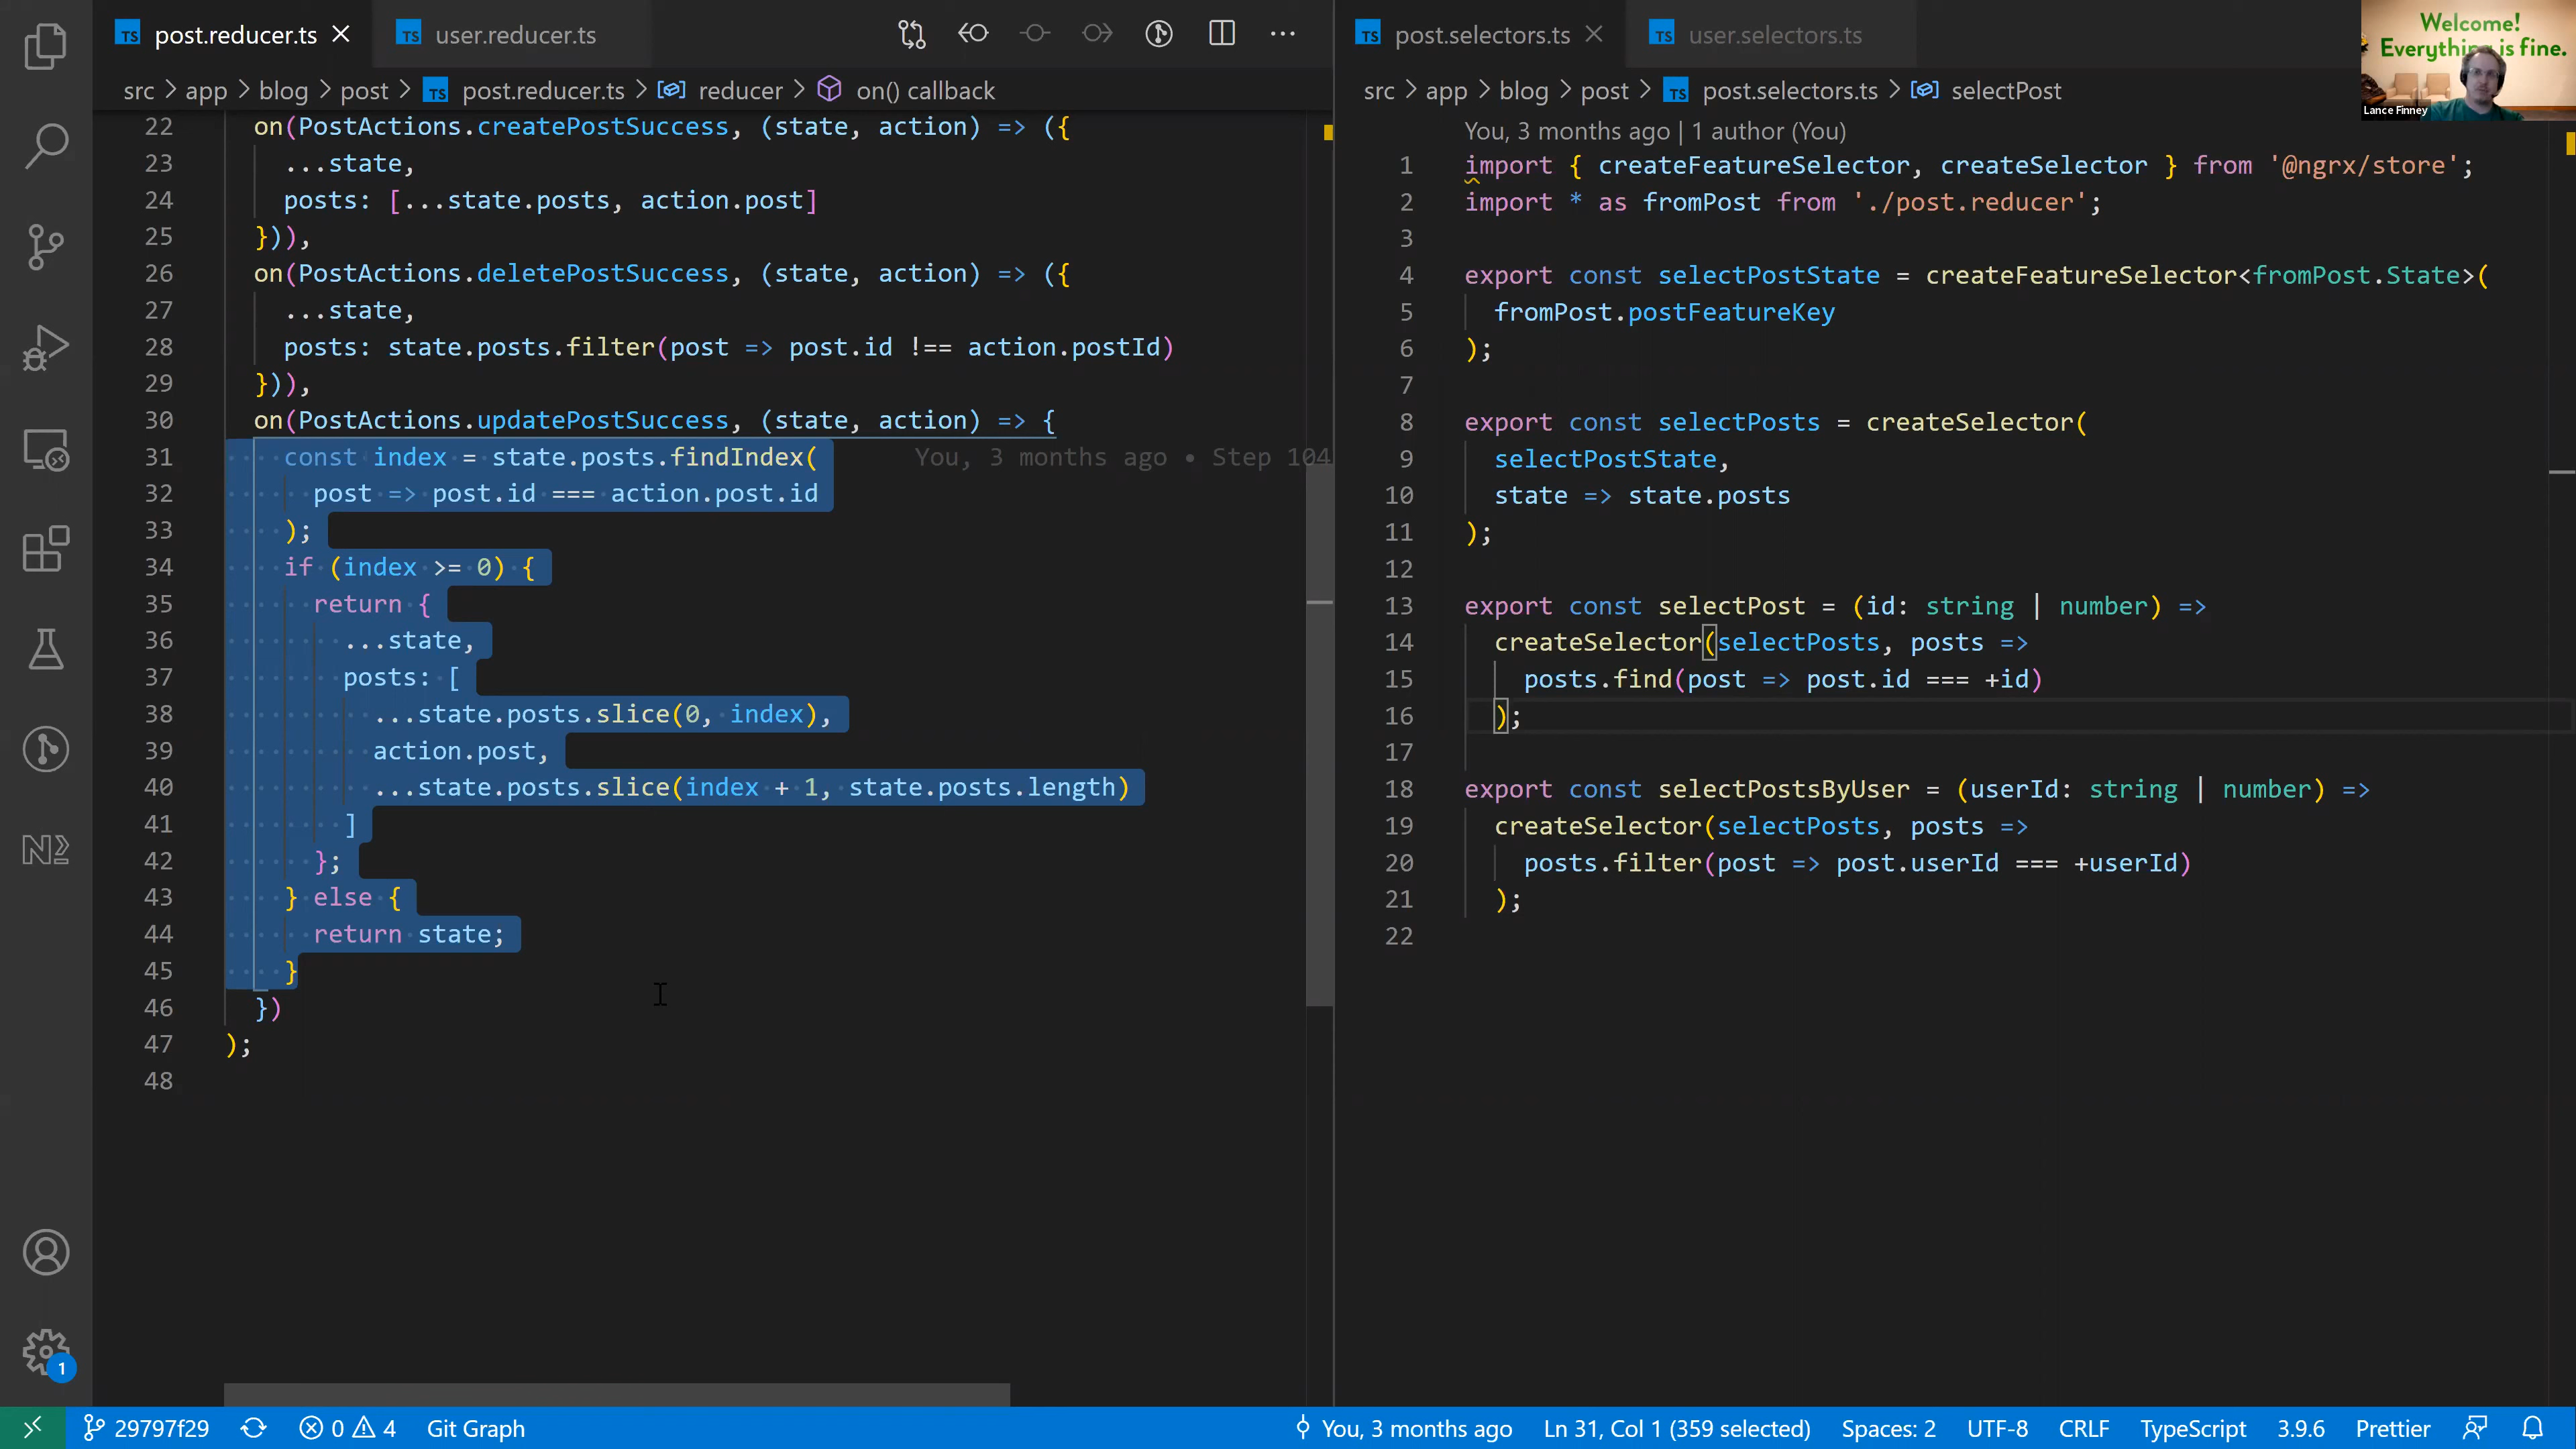 post.reducer.ts
user.reducer.ts
src > app > blog > post > TS post.reducer.ts > reducer > on() callback
22 on(PostActions.createPostSuccess, (state, action) => ({
23 ...state,
24 posts: [...state.posts, action.post]
25 })),
26 on(PostActions.deletePostSuccess, (state, action) => ({
27 ...state,
28 posts: state.posts.filter(post => post.id !== action.postId)
29 })),
30 on(PostActions.updatePostSuccess, (state, action) => {
31 const index = state.posts.findIndex( You, 3 months ago • Step 104
32 post => post.id === action.post.id
33 );
34 if (index >= 0) {
35 return {
36 ...state,
37 posts: [
38 ...state.posts.slice(0, index),
39 action.post,
40 ...state.posts.slice(index + 1, state.posts.length)
41 ]
42 };
43 } else {
44 return state;
45 }
46 })
47 );
48
TS post.selectors.ts
TS user.selectors.ts
src > app > blog > post > TS post.selectors.ts > selectPost
You, 3 months ago | 1 author (You)
1 import { createFeatureSelector, createSelector } from '@ngrx/store';
2 import * as fromPost from './post.reducer';
3
4 export const selectPostState = createFeatureSelector<fromPost.State>(
5 fromPost.postFeatureKey
6 );
7
8 export const selectPosts = createSelector(
9 selectPostState,
10 state => state.posts
11 );
12
13 export const selectPost = (id: string | number) =>
14 createSelector(selectPosts, posts =>
15 posts.find(post => post.id === +id)
16 );
17
18 export const selectPostsByUser = (userId: string | number) =>
19 createSelector(selectPosts, posts =>
20 posts.filter(post => post.userId === +userId)
21 );
22
Welcome!
Everything is fine.
Lance Finney
1
29797f29 0 4 Git Graph
You, 3 months ago Ln 31, Col 1 (359 selected) Spaces: 2 UTF-8 CRLF TypeScript 3.9.6 Prettier